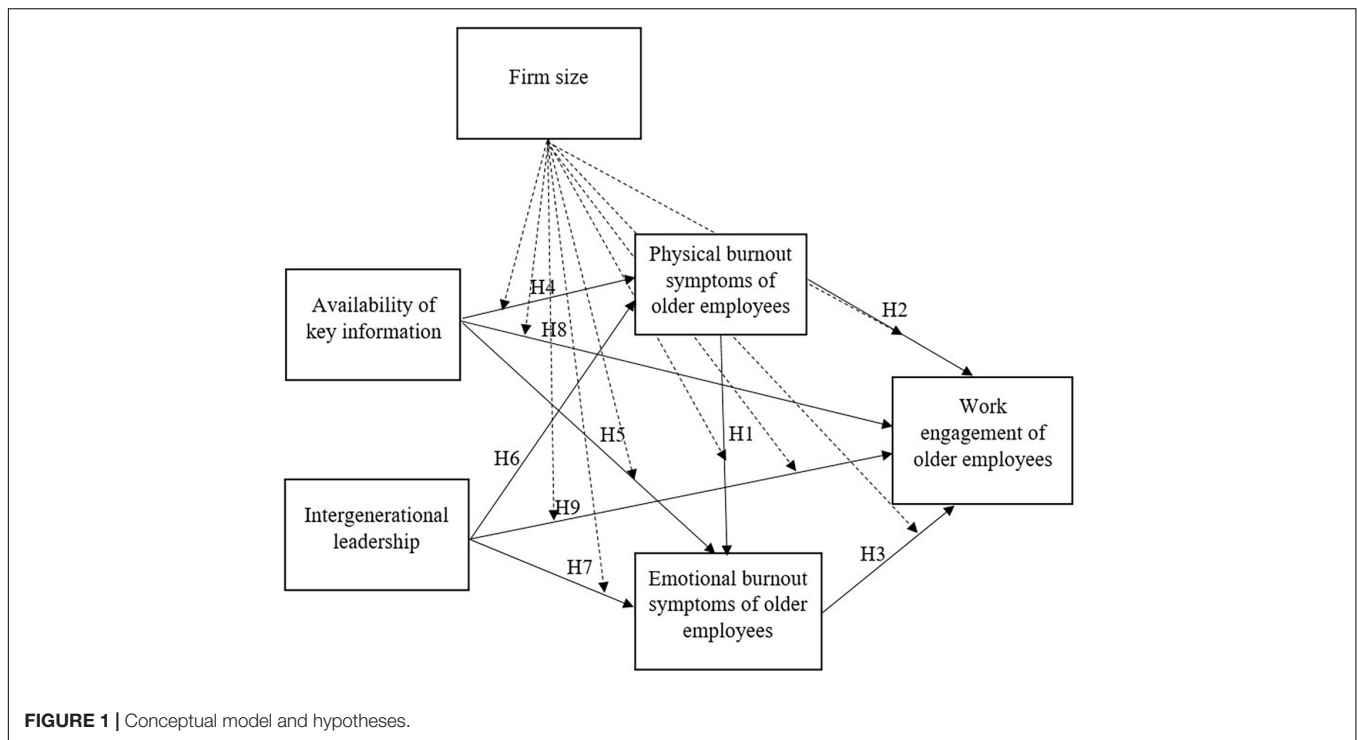 Firm size
Physical burnout
symptoms of
older employees
Availability of
key information
H4
H8
H2
Work
engagement of
older employees
H5
H1
H6
Intergenerational
leadership
H9
H7
H3
Emotional burnout
symptoms of older
employees
FIGURE 1 | Conceptual model and hypotheses.